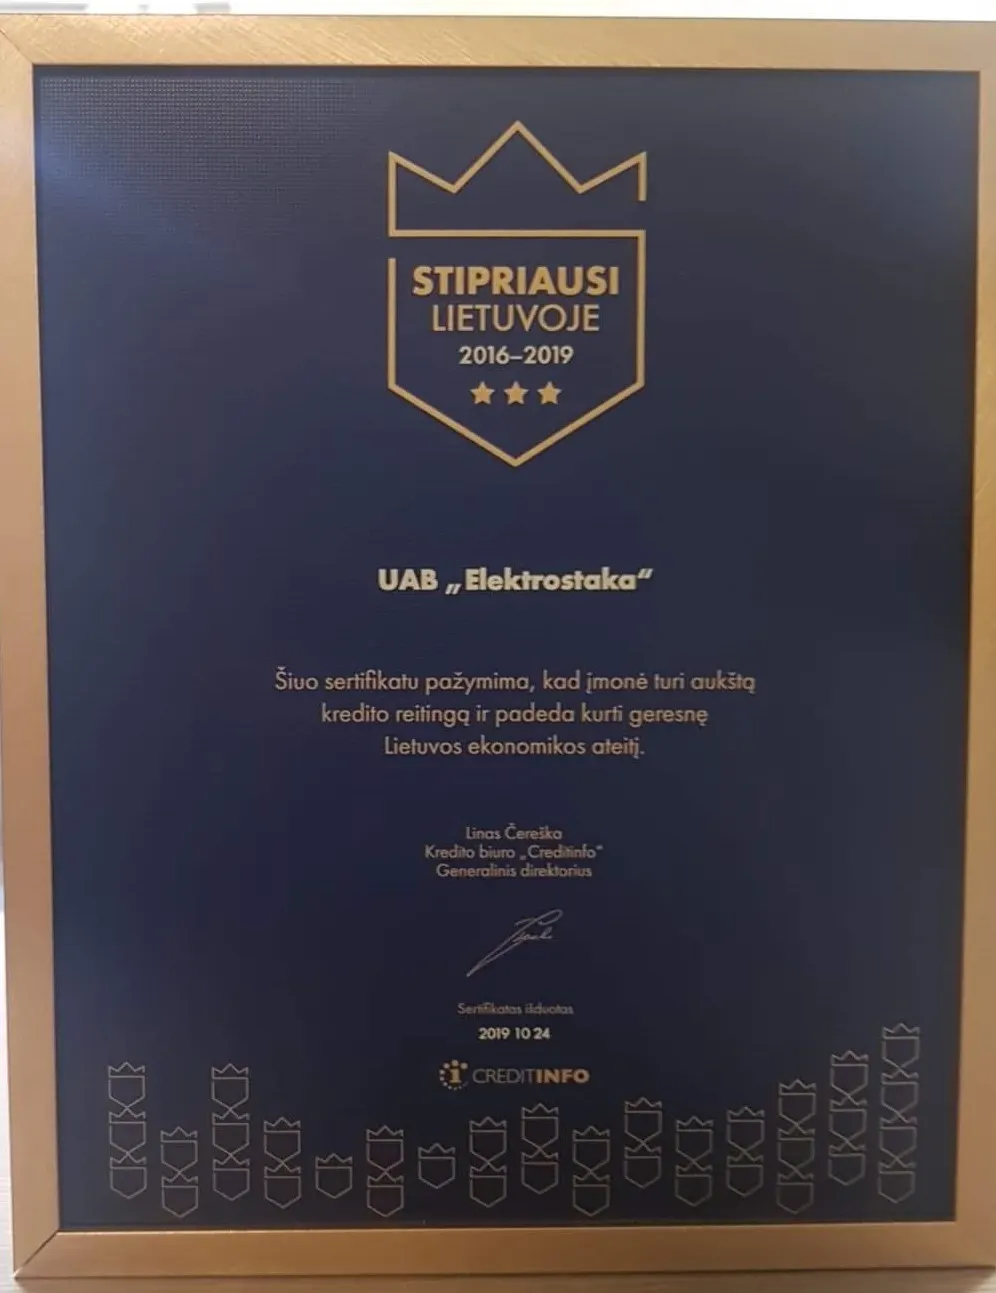 STIPRIAUSI
LIETUVOJE
2016–2019
UAB „Elektrostaka“
Šiuo sertifikatu pažymima, kad įmonė turi aukštą
kredito reitingą ir padeda kurti geresnę
Lietuvos ekonomikos ateitį.
Linas Čereška
Kredito biuro „Creditinfo“
Generalinis direktorius
Sertifikatas išduotas
2019 10 24
CREDITINFO